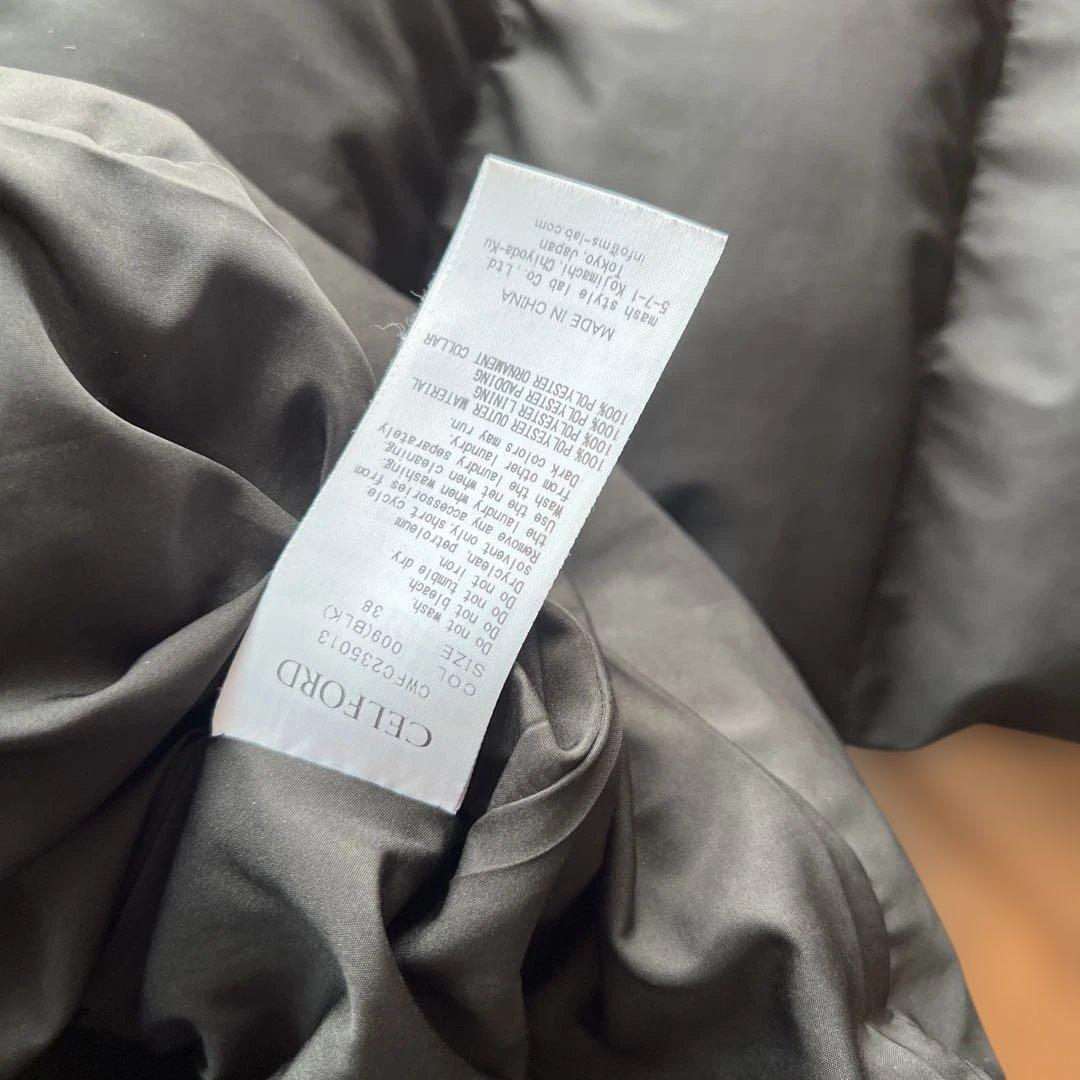 CELFORD
CWFC235013
COL 009(BLK)
SIZE 38
Do not wash.
Do not bleach
Do not tumble dry.
Do not iron.
Dryclean, petroleum
solvent only, short cycle
Remove any accessories from
the laundry when washing.
Use the net when cleaning.
Wash the laundry separately
from other laundry.
Dark colors may run.
100% POLYESTER OUTER MATERIAL
100% POLYESTER LINING
100% POLYESTER PADDING
100% POLYESTER ORNAMENT COLLAR
MADE IN CHINA
mash style lab Co., Ltd
5-7-1 Kojimachi, Chiyoda-Ku
Tokyo, Japan
info@ms-lab.com